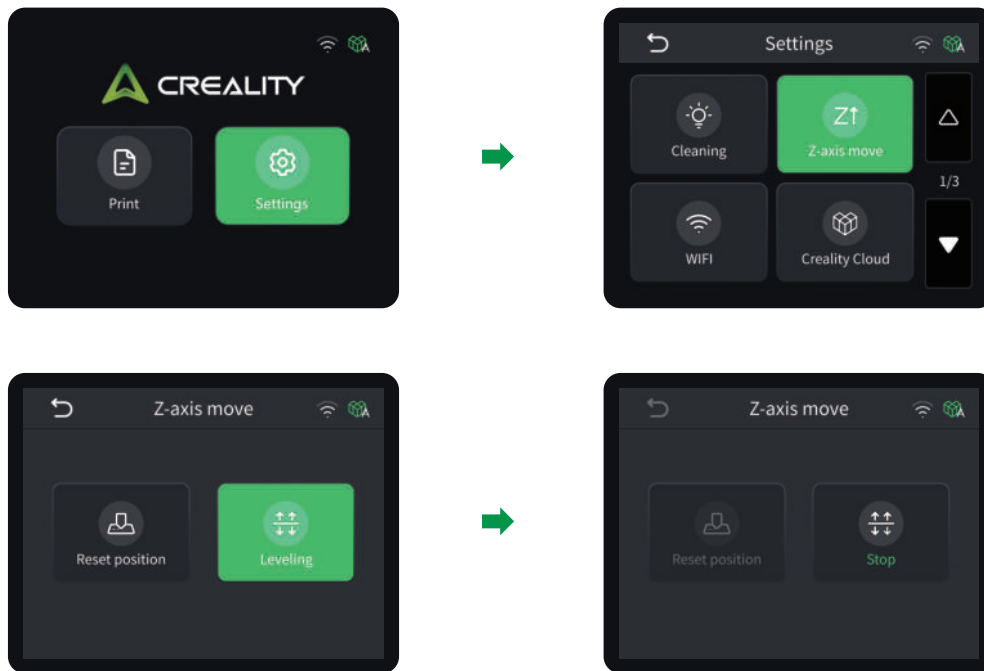 CREALITY
Print
Settings
Settings
Cleaning
Z-axis move
1/3
WIFI
Creality Cloud
Z-axis move
Reset position
Leveling
Z-axis move
Reset position
Stop